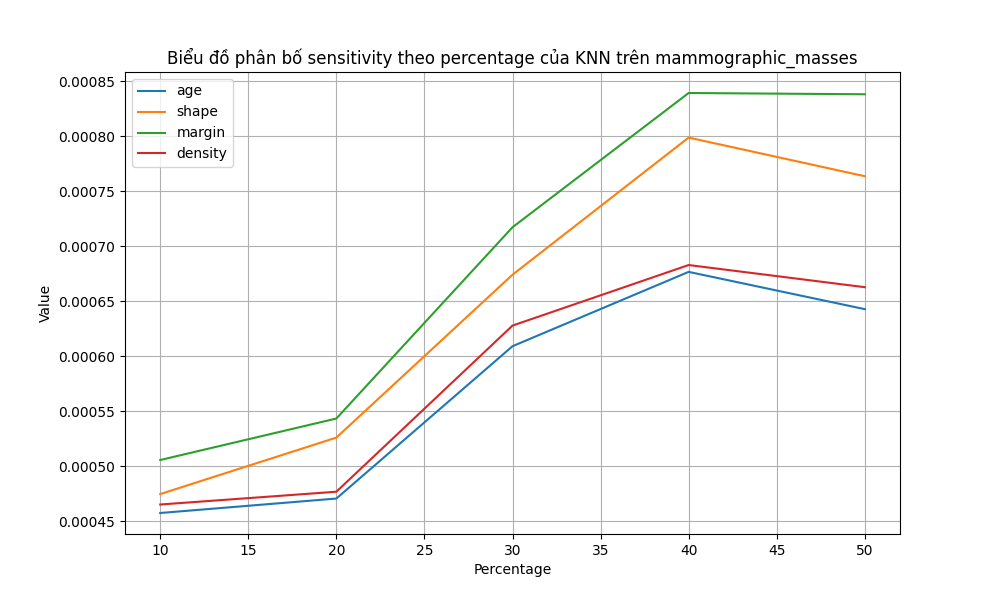 Biểu đồ phân bố sensitivity theo percentage của KNN trên mammographic_masses
age
shape
margin
density
Value
0.00085
0.00080
0.00075
0.00070
0.00065
0.00060
0.00055
0.00050
0.00045
10 15 20 25 30 35 40 45 50
Percentage